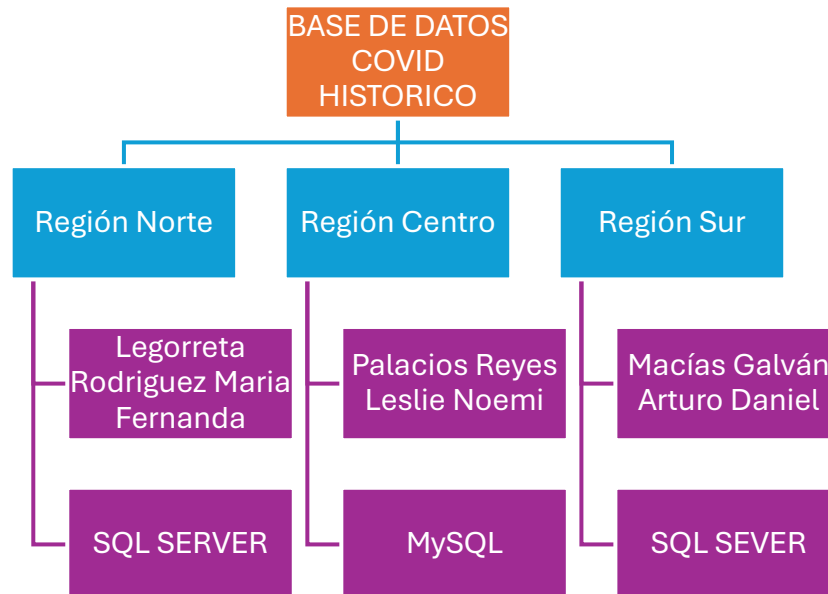 BASE DE DATOS
COVID
HISTORICO
Región Norte
Región Centro
Región Sur
Legorreta
Rodriguez Maria
Fernanda
Palacios Reyes
Leslie Noemi
Macías Galván
Arturo Daniel
SQL SERVER
MySQL
SQL SEVER